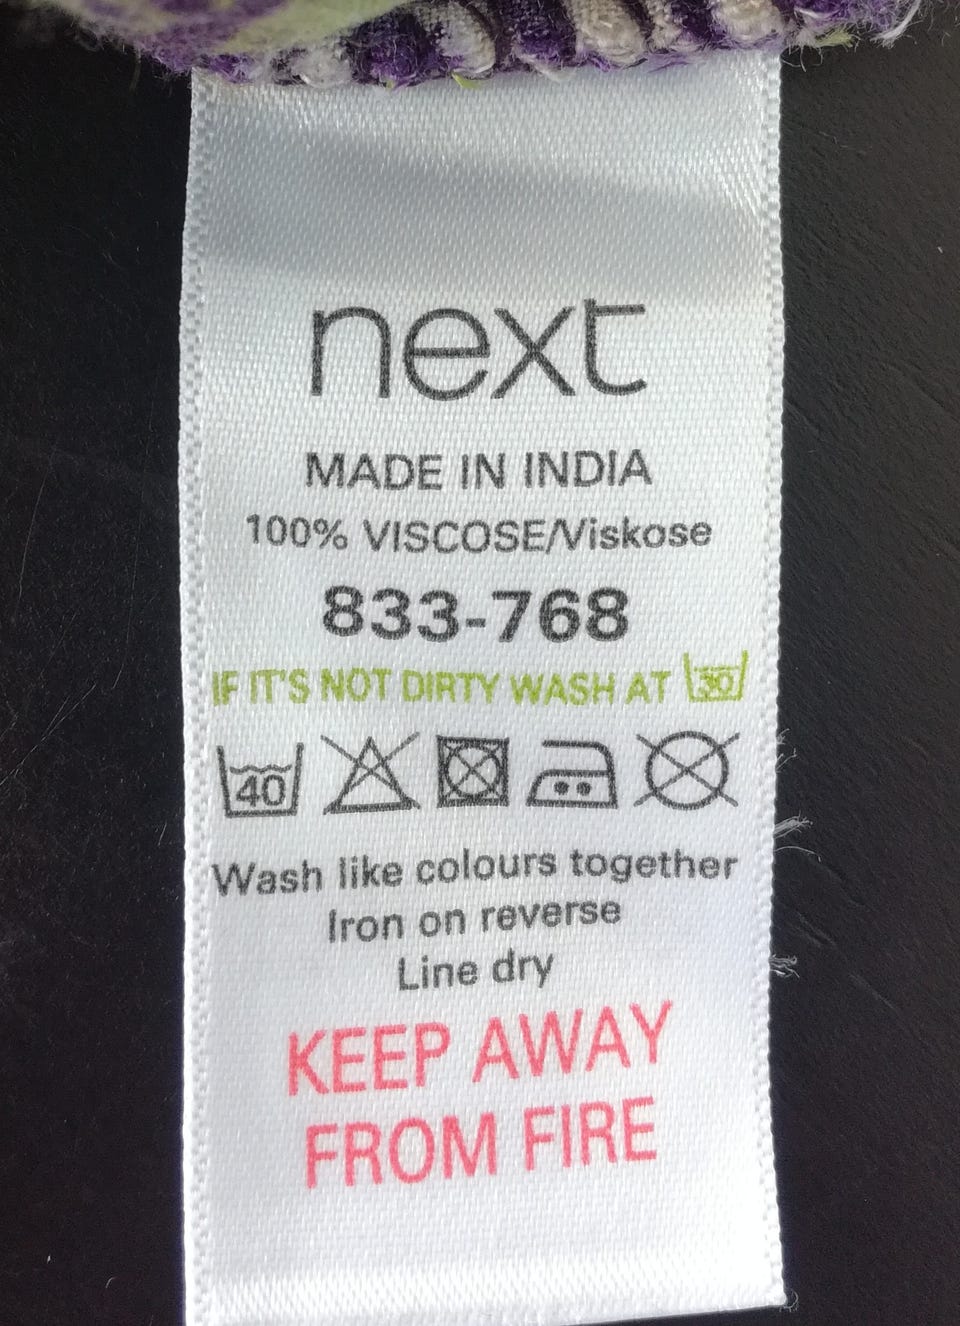 next
MADE IN INDIA
100% VISCOSE/Viskose
833-768
IF IT'S NOT DIRTY WASH AT 30
40
Wash like colours together
Iron on reverse
Line dry
KEEP AWAY
FROM FIRE